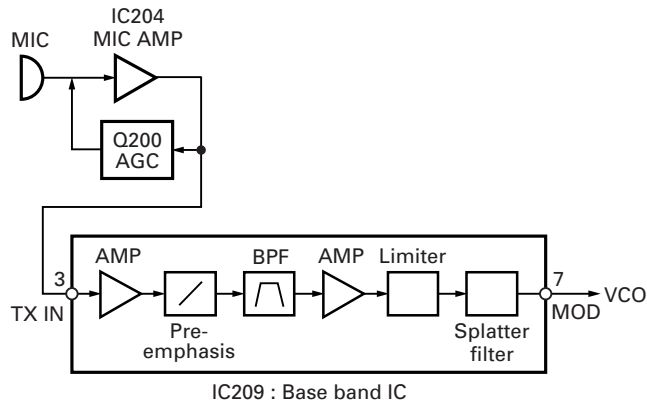 IC204
MIC AMP
MIC
Q200
AGC
AMP
BPF
AMP
Limiter
3
7
TX IN
VCO
MOD
Pre-
emphasis
Splatter
filter
IC209 : Base band IC